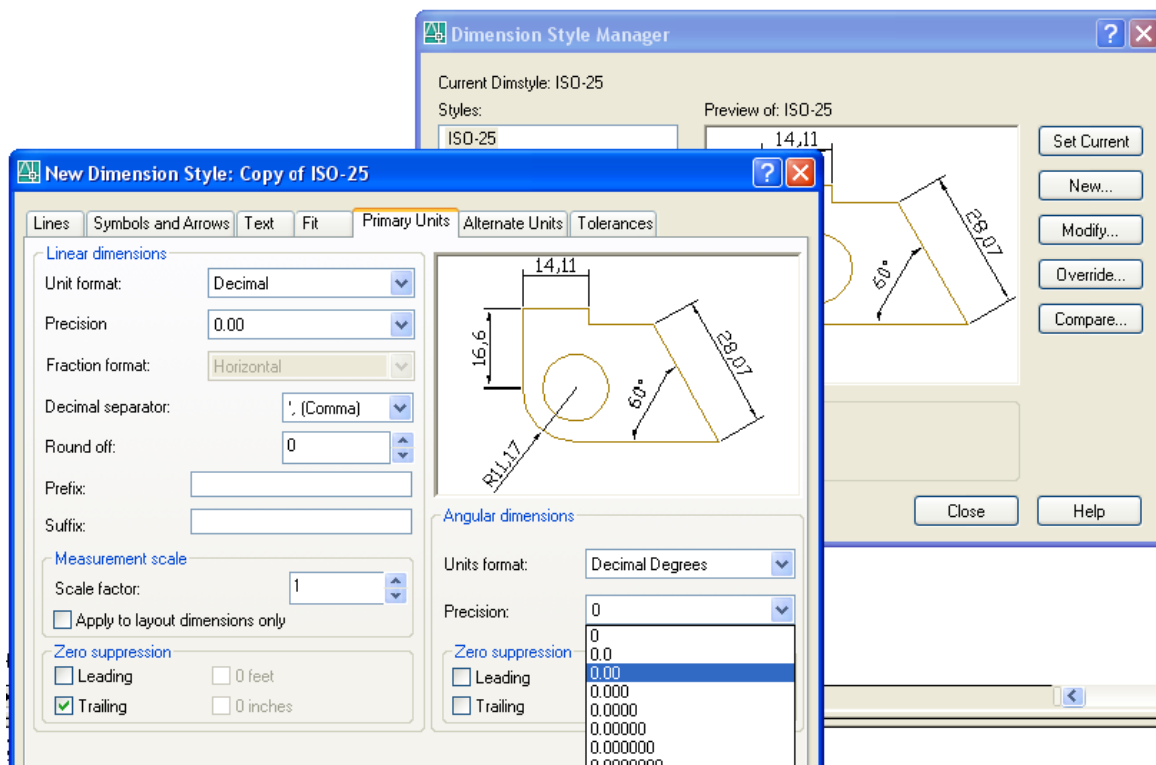 Dimension Style Manager
Current Dimstyle: ISO-25
Styles:
Preview of: ISO-25
ISO-25
14,11
28,07
60°
Set Current
New...
Modify...
Override...
Compare...
Close
Help
New Dimension Style: Copy of ISO-25
Lines
Symbols and Arrows
Text
Fit
Primary Units
Alternate Units
Tolerances
Linear dimensions
Unit format:
Decimal
Precision
0.00
Fraction format:
Horizontal
Decimal separator:
', (Comma)
Round off:
0
Prefix:
Suffix:
Measurement scale
Scale factor:
1
Apply to layout dimensions only
Zero suppression
Leading
0 feet
Trailing
0 inches
14,11
16,6
28,07
60°
R11,17
Angular dimensions
Units format:
Decimal Degrees
Precision:
0
0
0.0
0.00
0.000
0.0000
0.00000
0.000000
0.0000000
Zero suppression
Leading
Trailing